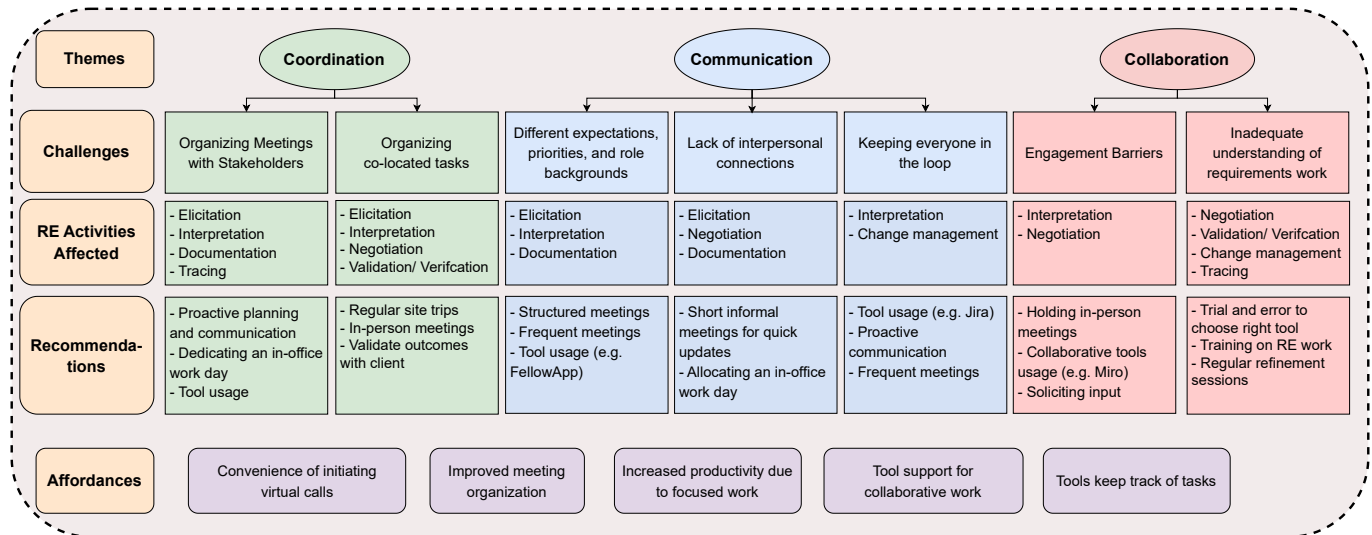 Themes
Coordination
Communication
Collaboration
Challenges
Organizing Meetings
with Stakeholders
Organizing
co-located tasks
Different expectations,
priorities, and role
backgrounds
Lack of interpersonal
connections
Keeping everyone in
the loop
Engagement Barriers
Inadequate
understanding of
requirements work
RE Activities
Affected
- Elicitation
- Interpretation
- Documentation
- Tracing
- Elicitation
- Interpretation
- Negotiation
- Validation/ Verifcation
- Elicitation
- Interpretation
- Documentation
- Elicitation
- Negotiation
- Documentation
- Interpretation
- Change management
- Interpretation
- Negotiation
- Negotiation
- Validation/ Verifcation
- Change management
- Tracing
Recommenda-
tions
- Proactive planning
and communication
- Dedicating an in-office
work day
- Tool usage
- Regular site trips
- In-person meetings
- Validate outcomes
with client
- Structured meetings
- Frequent meetings
- Tool usage (e.g.
FellowApp)
- Short informal
meetings for quick
updates
- Allocating an in-office
work day
- Tool usage (e.g. Jira)
- Proactive
communication
- Frequent meetings
- Holding in-person
meetings
- Collaborative tools
usage (e.g. Miro)
- Soliciting input
- Trial and error to
choose right tool
- Training on RE work
- Regular refinement
sessions
Affordances
Convenience of initiating
virtual calls
Improved meeting
organization
Increased productivity due
to focused work
Tool support for
collaborative work
Tools keep track of tasks